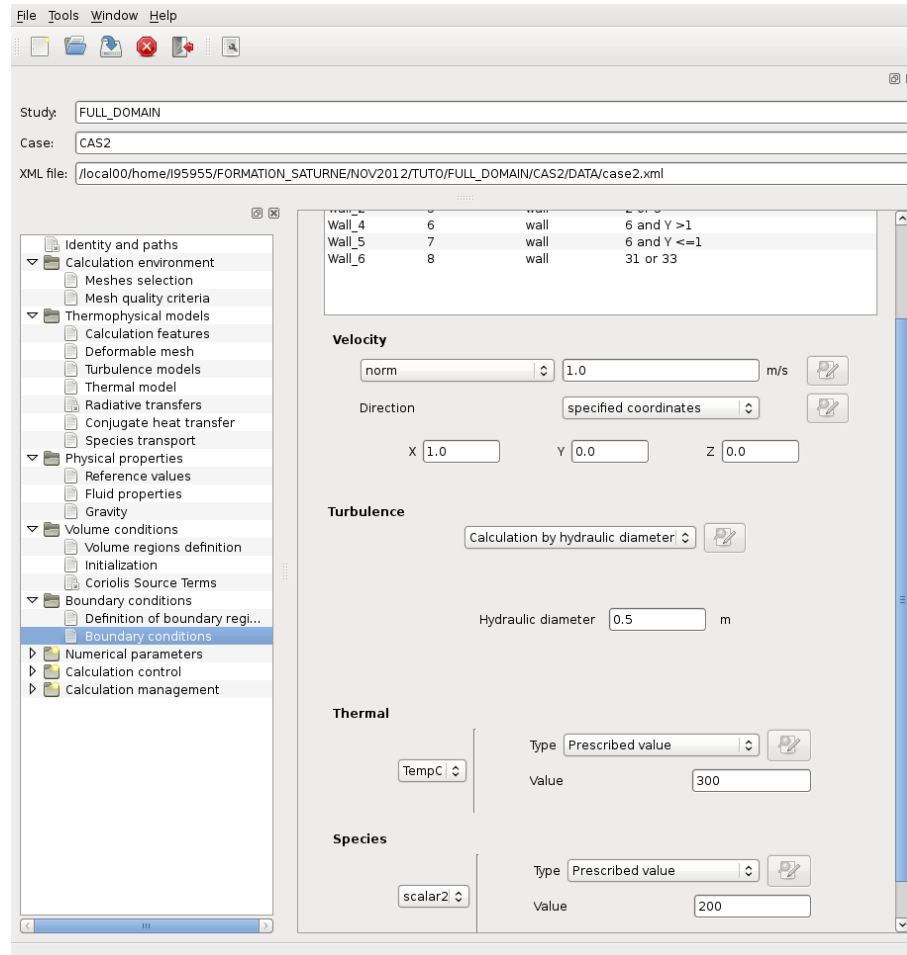 File Tools Window Help
Study: FULL_DOMAIN
Case: CAS2
XML file: /local00/home/I95955/FORMATION_SATURNE/NOV2012/TUTO/FULL_DOMAIN/CAS2/DATA/case2.xml
Identity and paths
Calculation environment
Meshes selection
Mesh quality criteria
Thermophysical models
Calculation features
Deformable mesh
Turbulence models
Thermal model
Radiative transfers
Conjugate heat transfer
Species transport
Physical properties
Reference values
Fluid properties
Gravity
Volume conditions
Volume regions definition
Initialization
Coriolis Source Terms
Boundary conditions
Definition of boundary regi...
Boundary conditions
Numerical parameters
Calculation control
Calculation management
Wall_4 6 wall 6 and Y >1
Wall_5 7 wall 6 and Y <=1
Wall_6 8 wall 31 or 33
Velocity
norm 1.0 m/s
Direction specified coordinates
X 1.0 Y 0.0 Z 0.0
Turbulence
Calculation by hydraulic diameter
Hydraulic diameter 0.5 m
Thermal
Type Prescribed value
TempC
Value 300
Species
Type Prescribed value
scalar2
Value 200